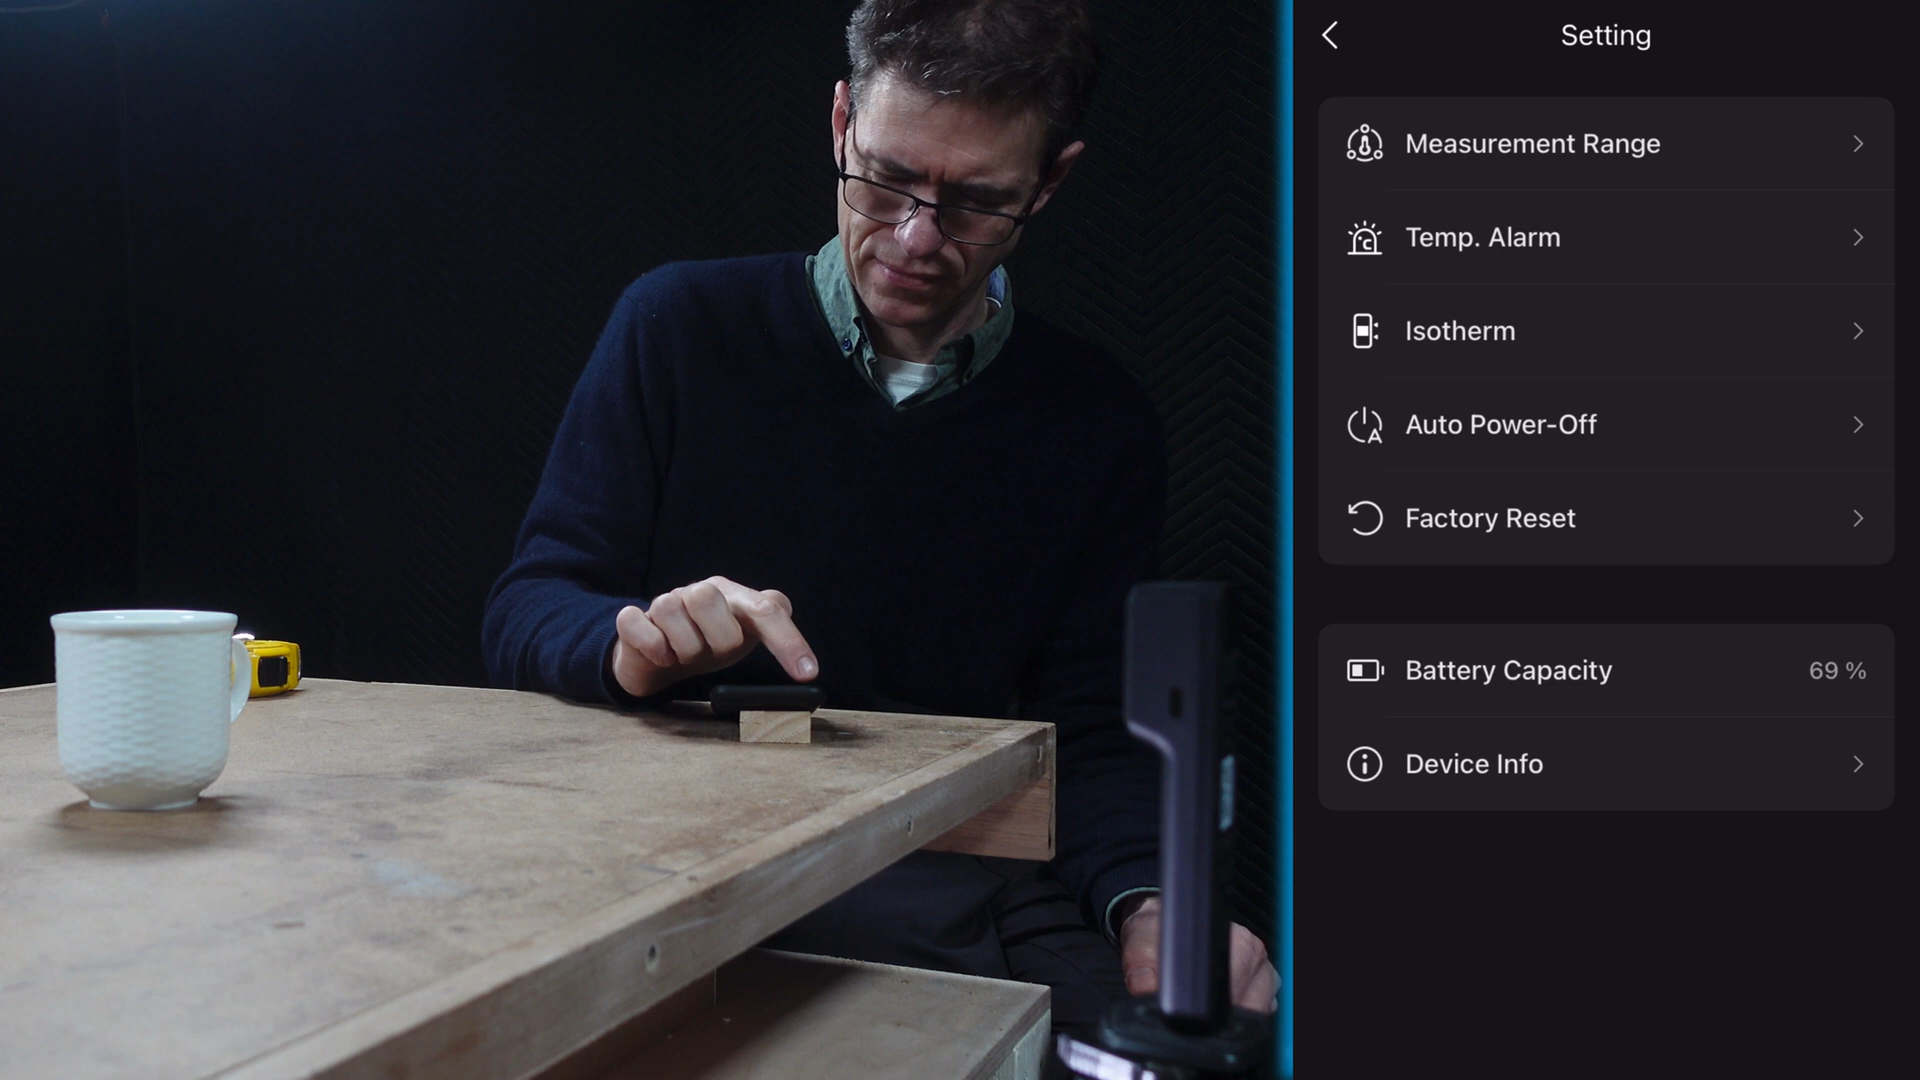 Setting
Measurement Range
Temp. Alarm
Isotherm
Auto Power-Off
Factory Reset
Battery Capacity 69 %
Device Info